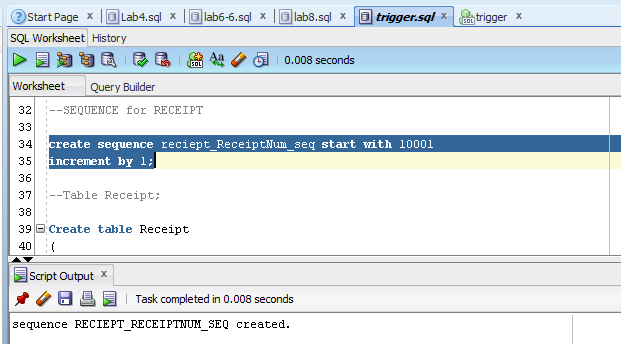 Start Page x Lab4.sql x lab6-6.sql x lab8.sql x trigger.sql x trigger x
SQL Worksheet History
0.008 seconds
Worksheet Query Builder
32 --SEQUENCE for RECEIPT
33
34 create sequence reciept_ReceiptNum_seq start with 10001
35 increment by 1;
36
37 --Table Receipt;
38
39 Create table Receipt
40 (
Script Output x
Task completed in 0.008 seconds
sequence RECIEPT_RECEIPTNUM_SEQ created.